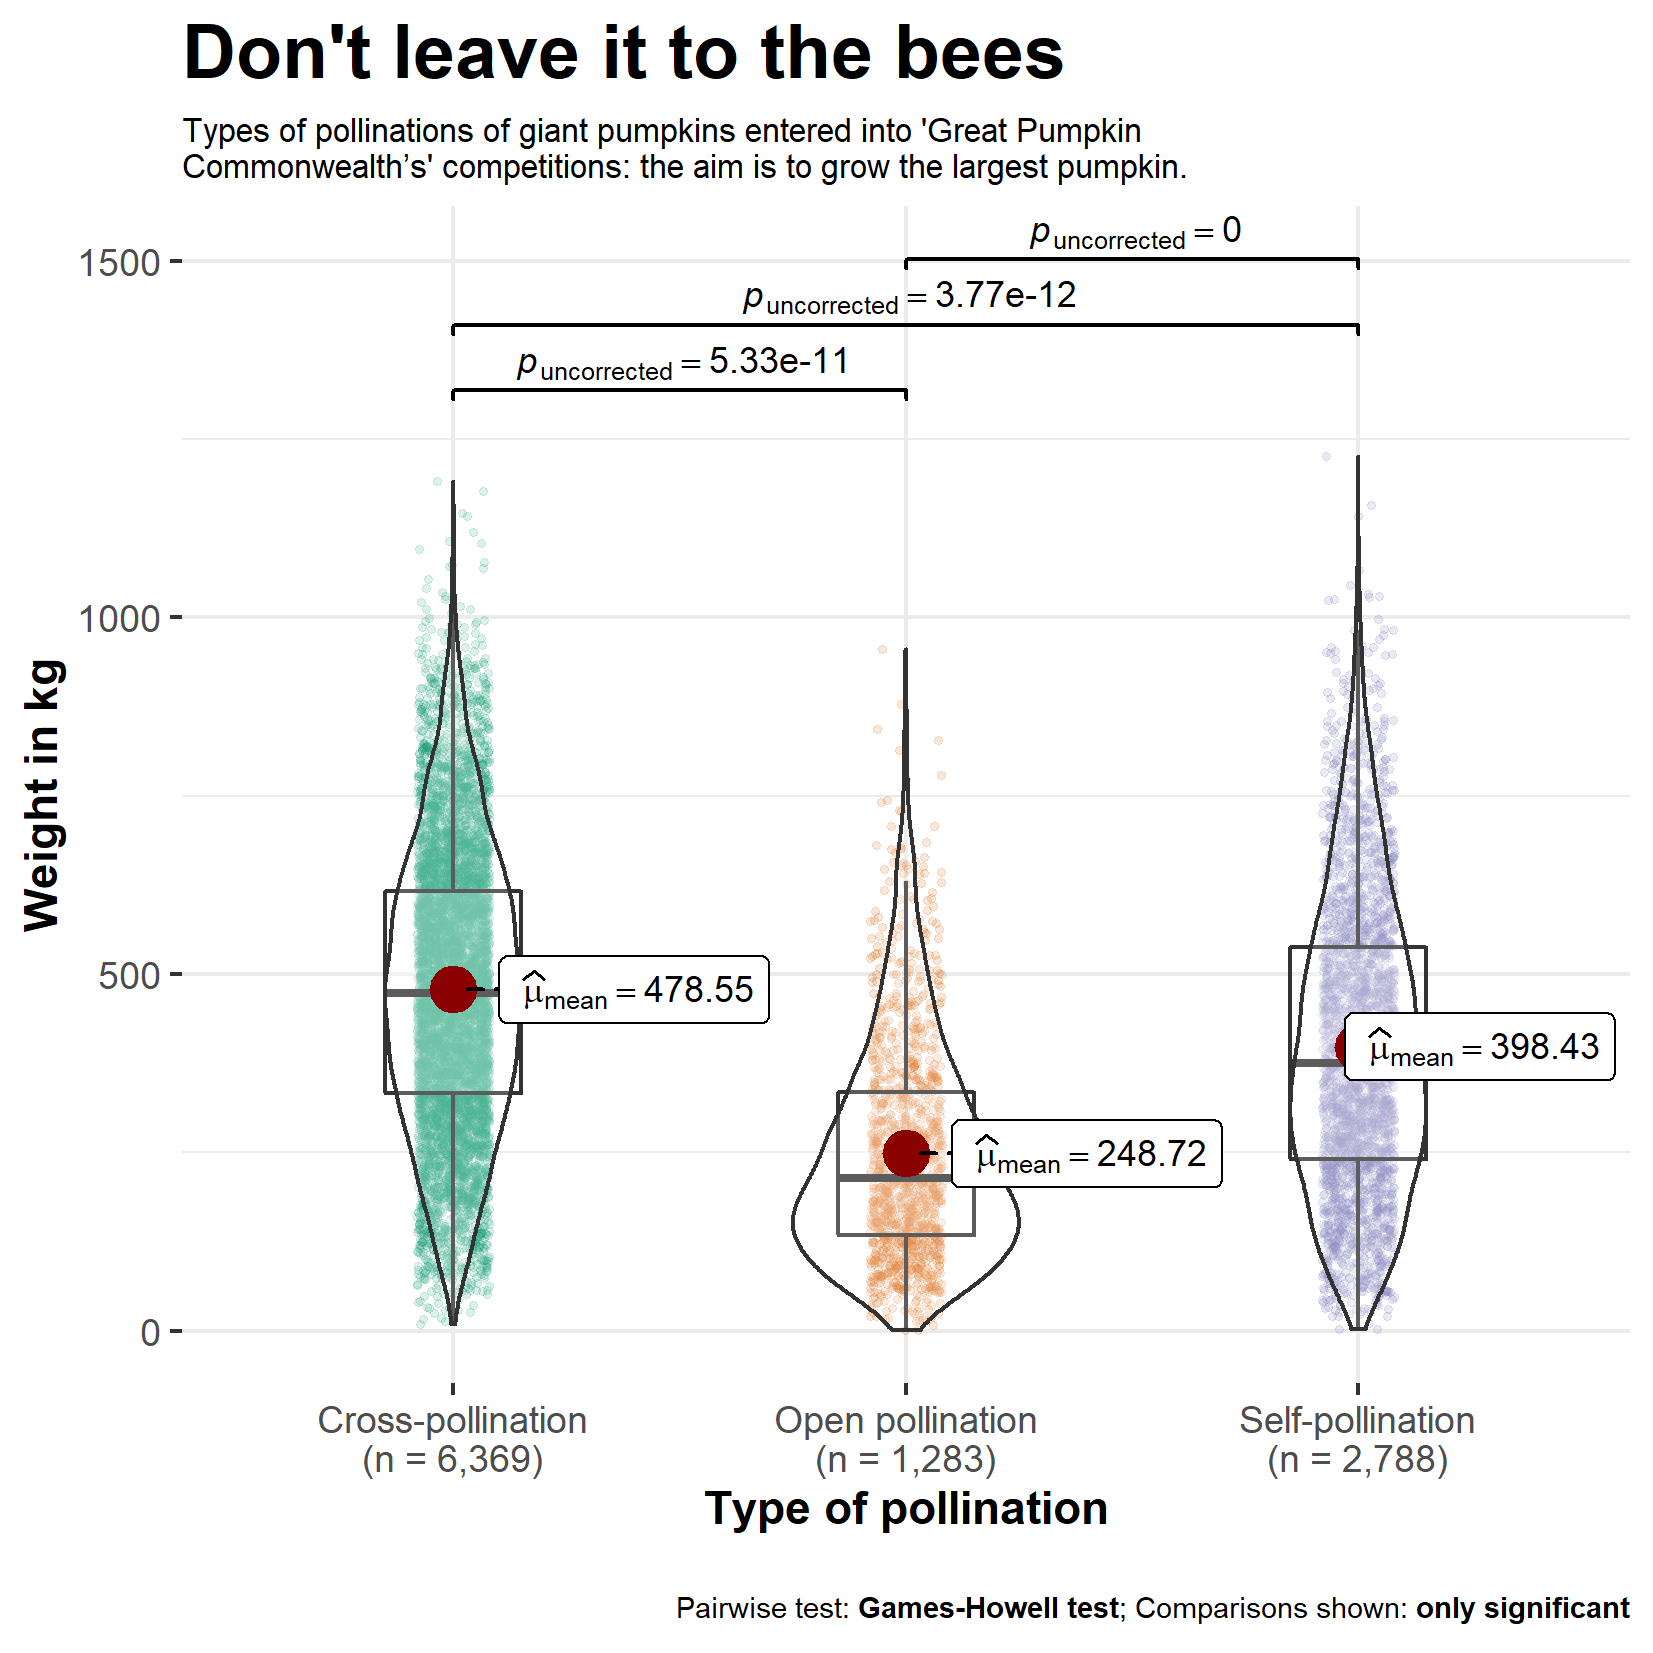 Don't leave it to the bees
Types of pollinations of giant pumpkins entered into 'Great Pumpkin
Commonwealth’s' competitions: the aim is to grow the largest pumpkin.
p uncorrected = 0
1500
p uncorrected = 3.77e-12
p uncorrected = 5.33e-11
1000
Weight in kg
500
μ̂ mean = 478.55
μ̂ mean = 398.43
μ̂ mean = 248.72
0
Cross-pollination
(n = 6,369)
Open pollination
(n = 1,283)
Self-pollination
(n = 2,788)
Type of pollination
Pairwise test: Games-Howell test; Comparisons shown: only significant